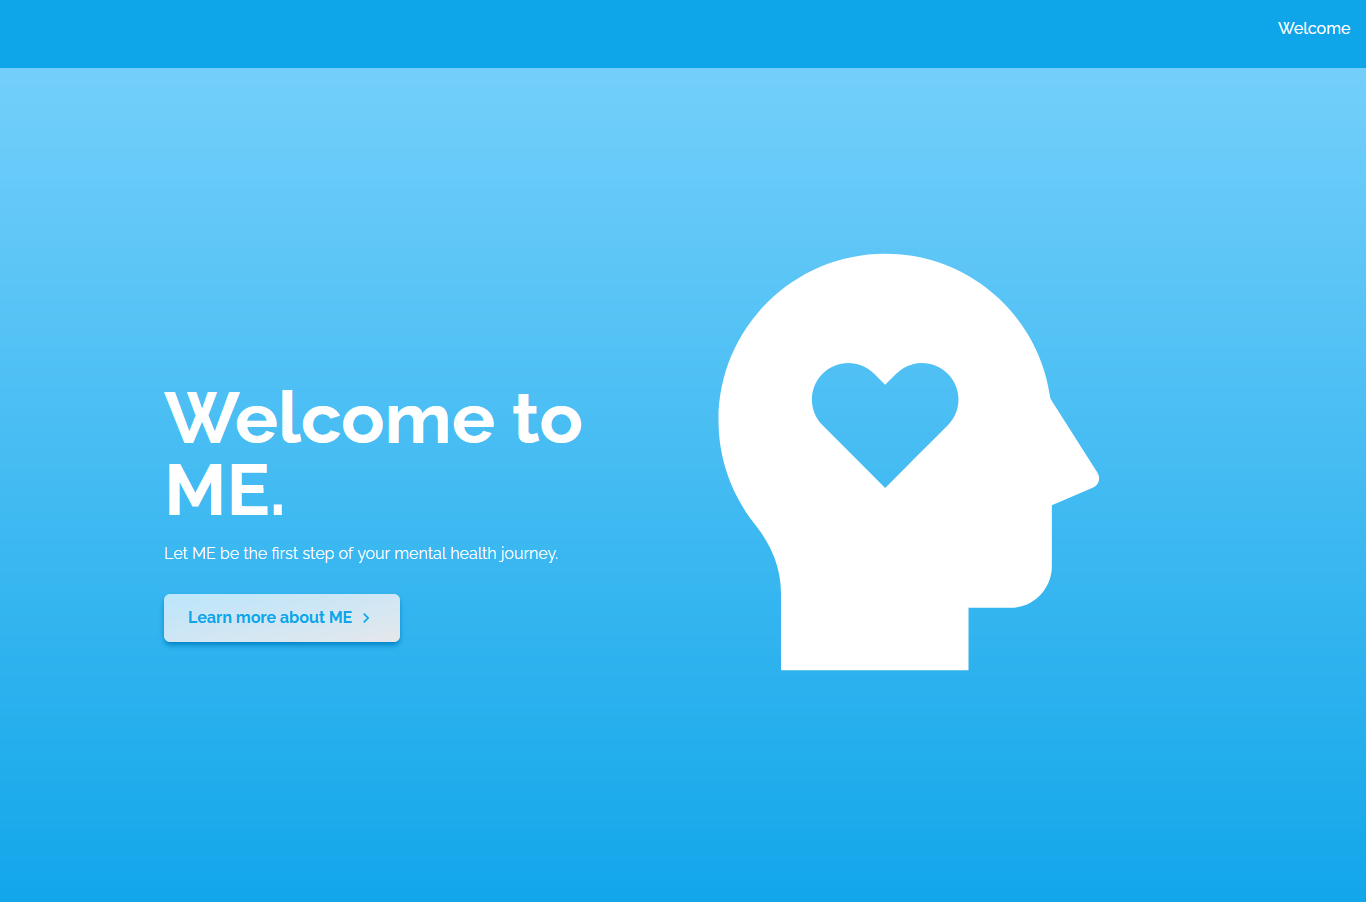 Welcome
Welcome to
ME.
Let ME be the first step of your mental health journey.
Learn more about ME